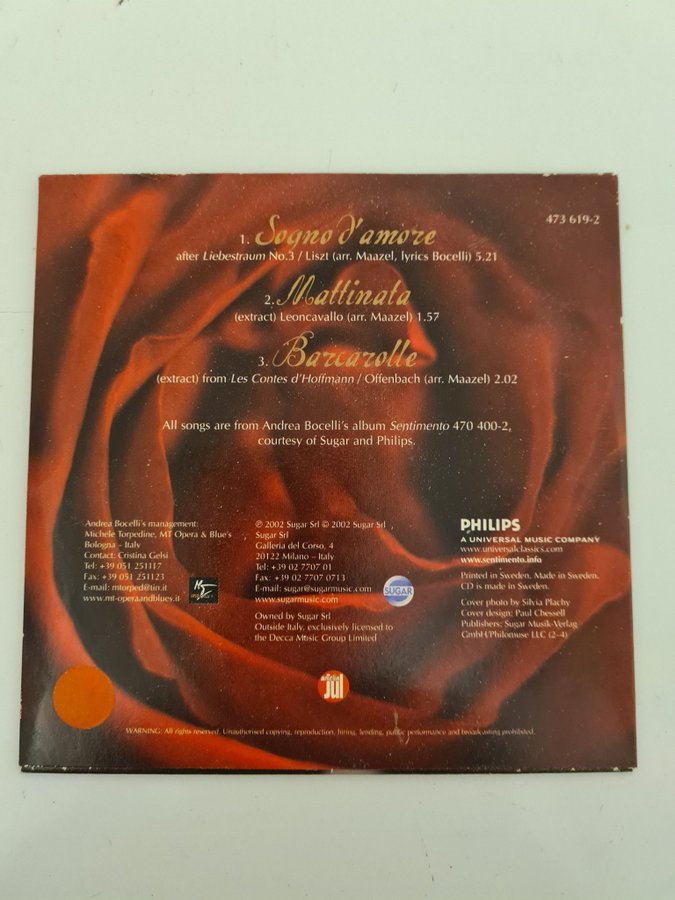 473 619-2
1. Sogno d'amore
after Liebestraum No.3 / Liszt (arr. Maazel, lyrics Bocelli) 5.21
2. Mattinata
(extract) Leoncavallo (arr. Maazel) 1.57
3. Barcarolle
(extract) from Les Contes d'Hoffmann / Offenbach (arr. Maazel) 2.02
All songs are from Andrea Bocelli's album Sentimento 470 400-2,
courtesy of Sugar and Philips.
Andrea Bocelli's management:
Michele Torpedine, MT Opera & Blue's
Bologna – Italy
Contact: Cristina Gelsi
Tel: +39 051 251117
Fax: +39 051 251123
E-mail: mtorped@tin.it
www.mt-operaandblues.it
℗ 2002 Sugar Srl © 2002 Sugar Srl
Sugar Srl
Galleria del Corso, 4
20122 Milano – Italy
Tel: +39 02 7707 01
Fax: +39 02 7707 0713
E-mail: sugar@sugarmusic.com
www.sugarmusic.com
SUGAR
Owned by Sugar Srl
Outside Italy, exclusively licensed to
the Decca Music Group Limited
PHILIPS
A UNIVERSAL MUSIC COMPANY
www.universalclassics.com
www.sentimento.info
Printed in Sweden. Made in Sweden.
CD is made in Sweden.
Cover photo by Silvia Plachy
Cover design: Paul Chessell
Publishers: Sugar Musik-Verlag
GmbH/Philomuse LLC (2–4)
JUL
WARNING: All rights reserved. Unauthorised copying, reproduction, hiring, lending, public performance and broadcasting prohibited.